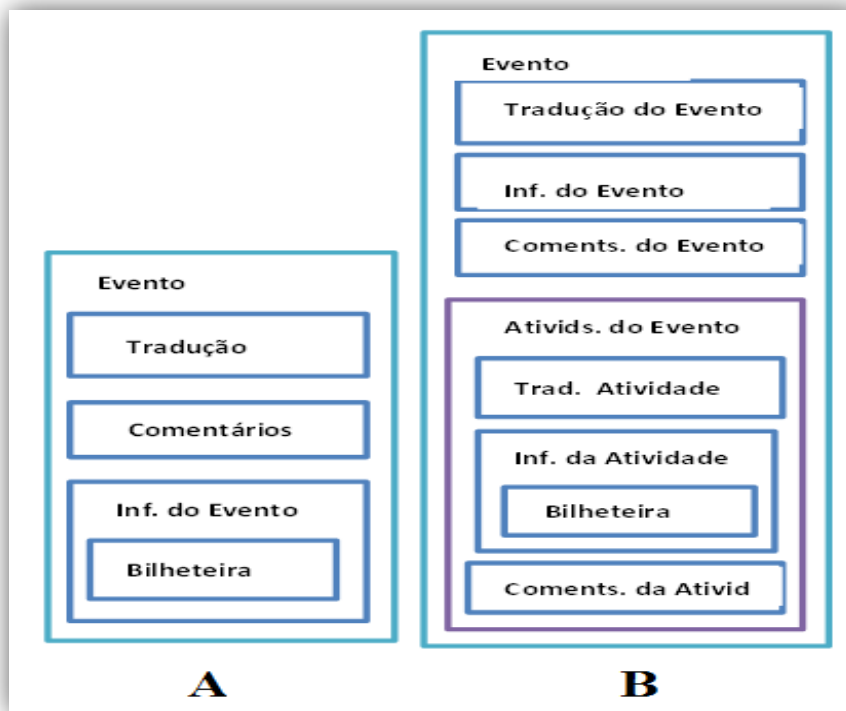 Evento
Tradução
Comentários
Inf. do Evento
Bilheteira
A
Evento
Tradução do Evento
Inf. do Evento
Coments. do Evento
Ativids. do Evento
Trad. Atividade
Inf. da Atividade
Bilheteira
Coments. da Ativid
B